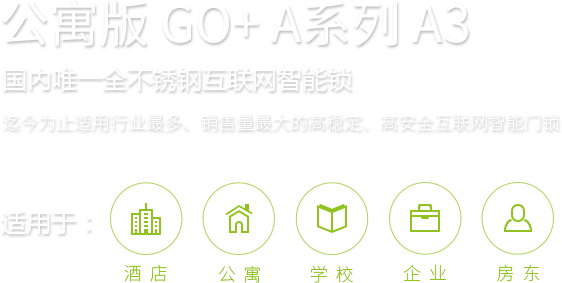 公寓版 GO+ A系列 A3
国内唯一全不锈钢互联网智能锁
迄今为止适用行业最多、销售量最大的高稳定、高安全互联网智能门锁
适用于：
酒店 公寓 学校 企业 房东